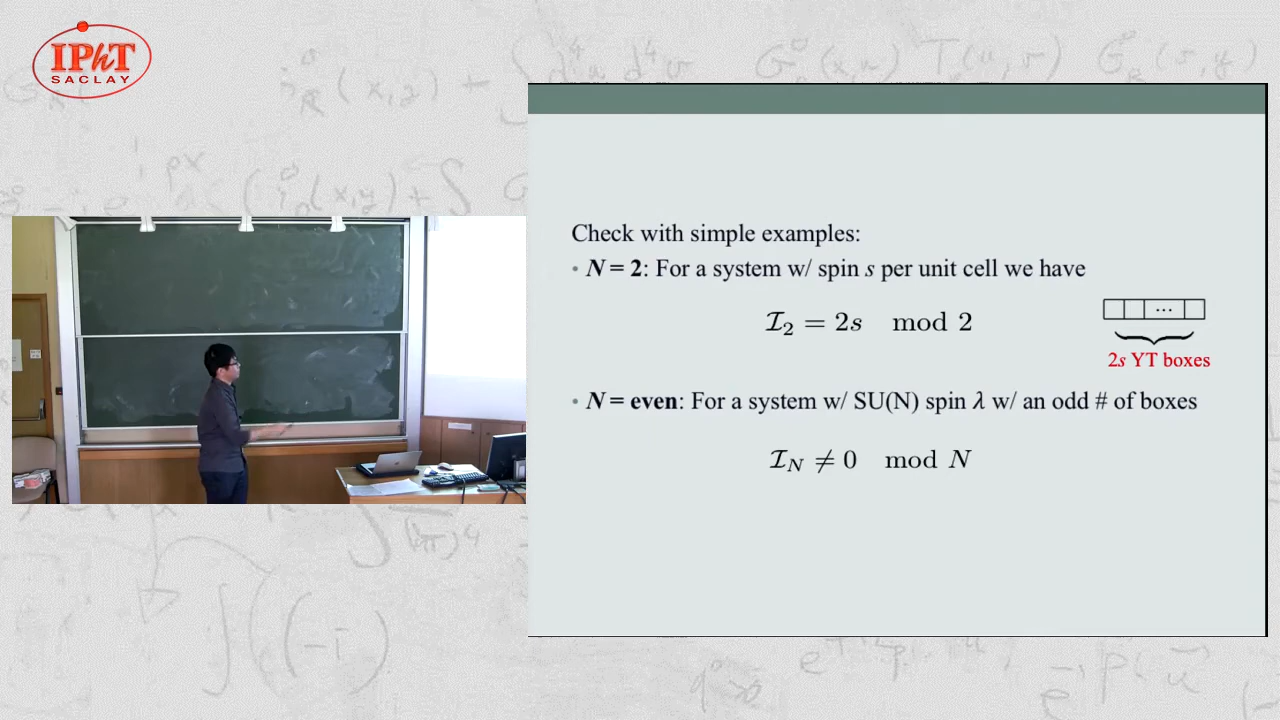 IPhT
SACLAY
Check with simple examples:
• N = 2: For a system w/ spin s per unit cell we have
ℐ₂ = 2s mod 2
...
2s YT boxes
• N = even: For a system w/ SU(N) spin λ w/ an odd # of boxes
ℐ_N ≠ 0 mod N